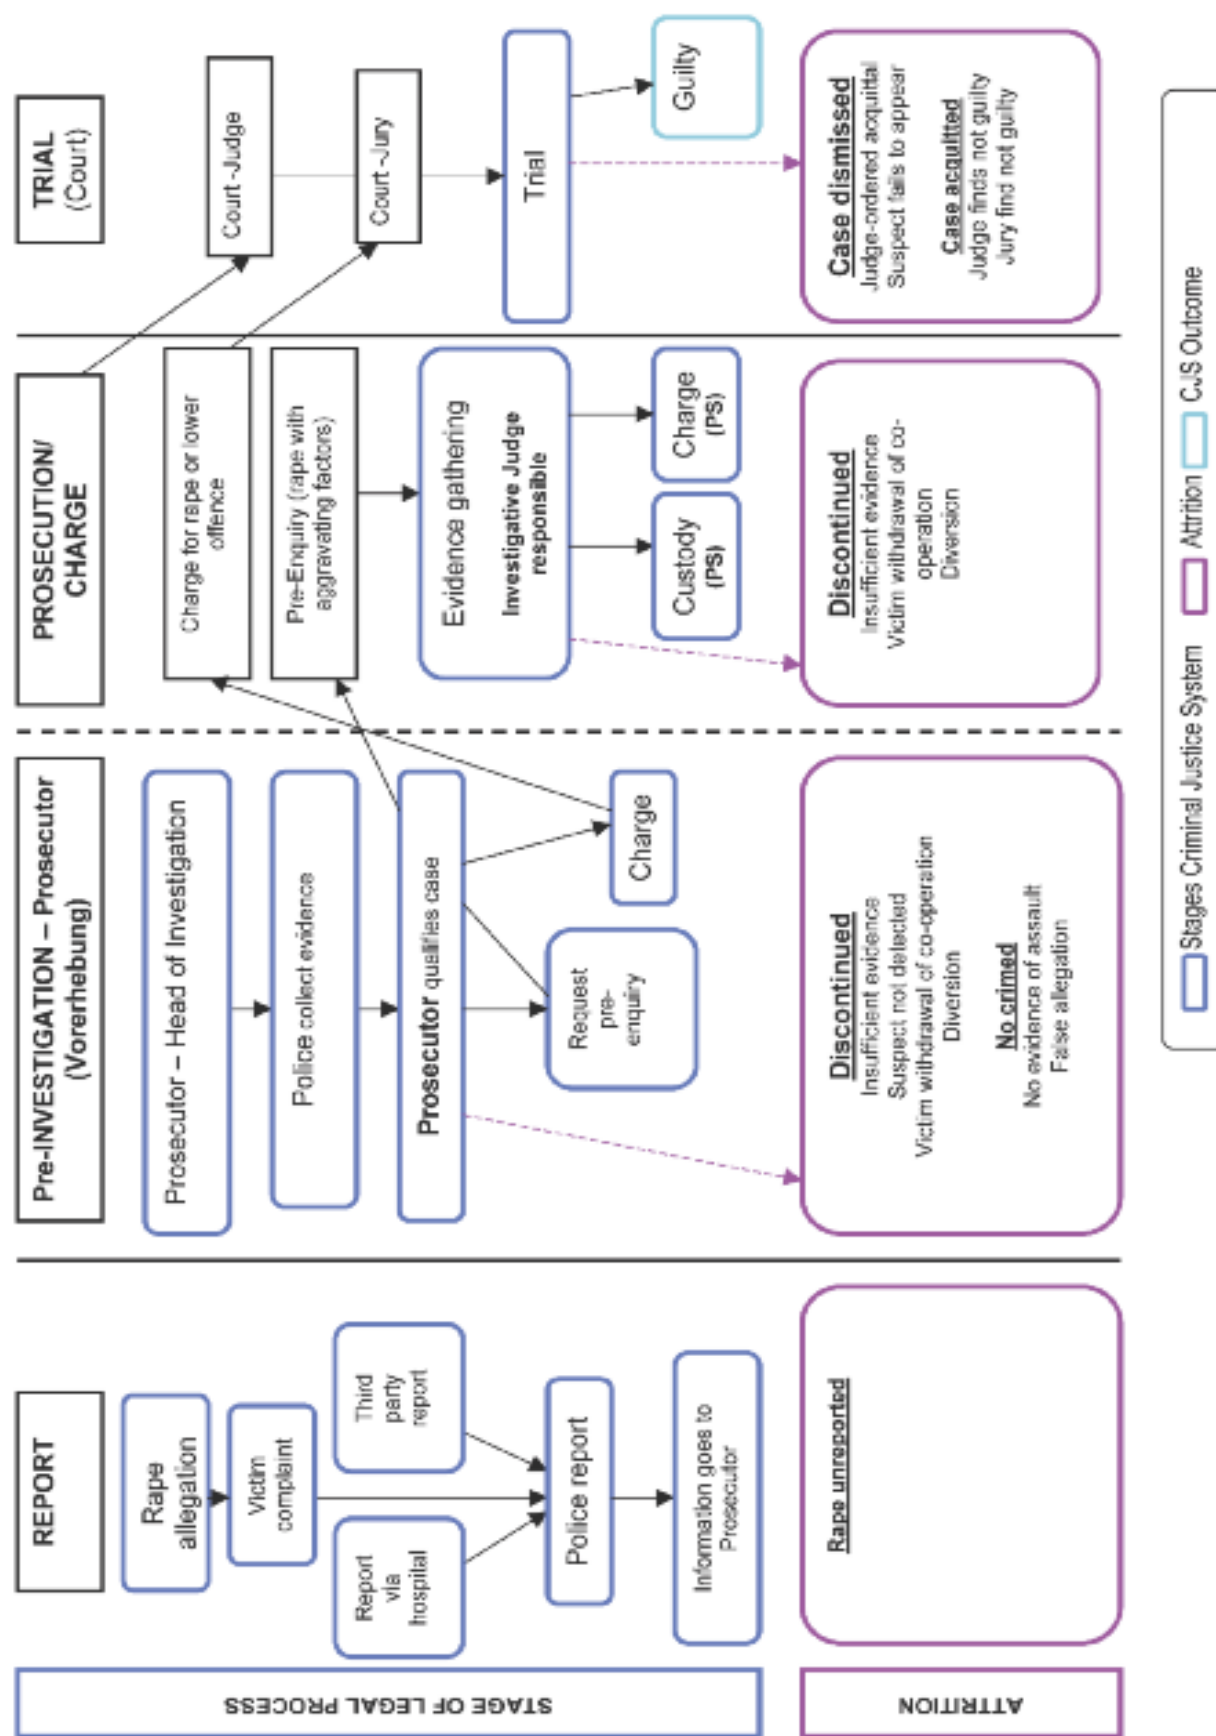 STAGE OF LEGAL PROCESS
REPORT
Rape
allegation
Victim
complaint
Report
via
hospital
Third
party
report
Police report
Information goes to
Prosecutor
Pre-INVESTIGATION – Prosecutor
(Vorerhebung)
Prosecutor – Head of Investigation
Police collect evidence
Prosecutor qualifies case
Request
pre-
enquiry
Charge
PROSECUTION/
CHARGE
Charge for rape or lower
offence
Pre-Enquiry (rape with
aggravating factors)
Evidence gathering
Investigative Judge
responsible
Custody
(PS)
Charge
(PS)
TRIAL
(Court)
Court -Judge
Court -Jury
Trial
Guilty
ATTRITION
Rape unreported
Discontinued
Insufficient evidence
Suspect not detected
Victim withdrawal of co-operation
Diversion
No crimed
No evidence of assault
False allegation
Discontinued
Insufficient evidence
Victim withdrawal of co-
operation
Diversion
Case dismissed
Judge-ordered acquittal
Suspect fails to appear
Case acquitted
Judge finds not guilty
Jury find not guilty
Stages Criminal Justice System
Attrition
CJS Outcome